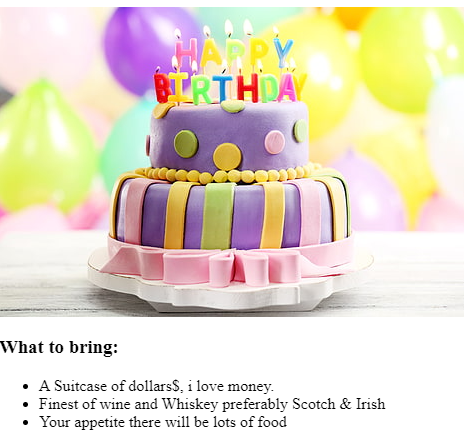 HAPPY
BIRTHDAY
What to bring:
A Suitcase of dollars$, i love money.
Finest of wine and Whiskey preferably Scotch & Irish
Your appetite there will be lots of food